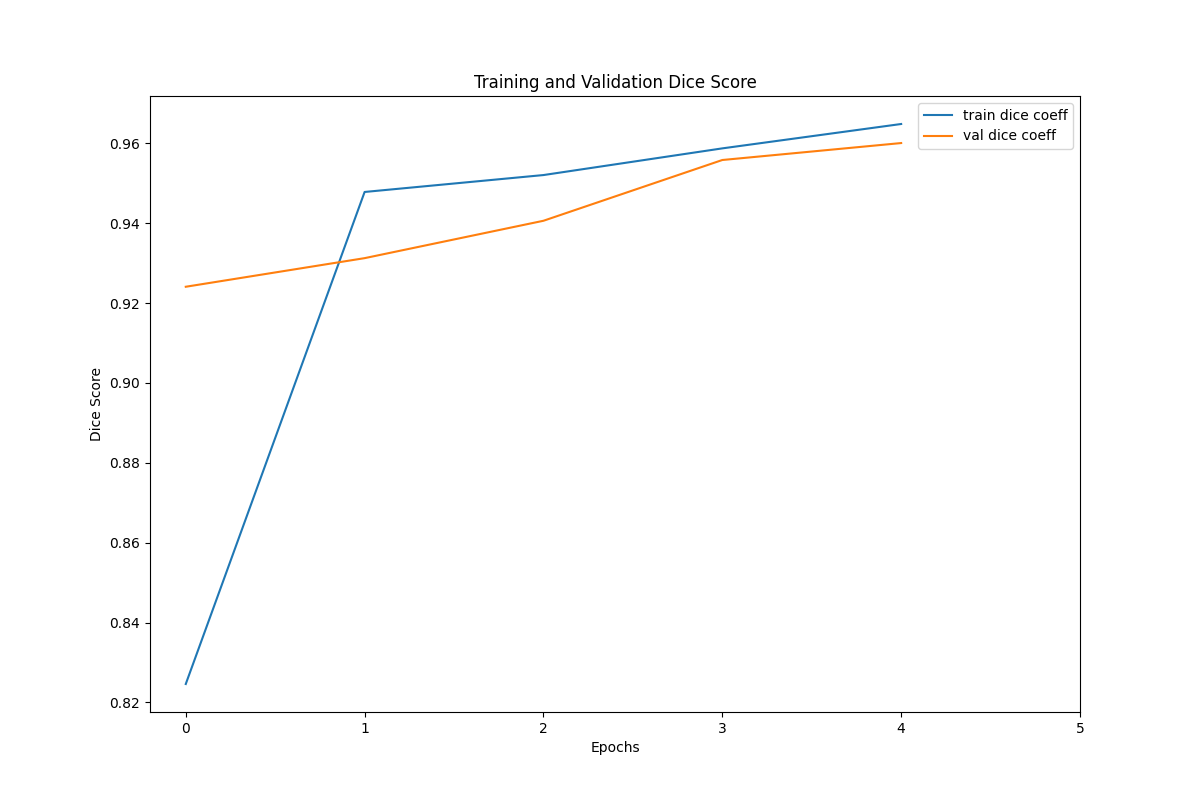 Training and Validation Dice Score
train dice coeff
val dice coeff
0.96
0.94
0.92
0.90
0.88
0.86
0.84
0.82
Dice Score
0 1 2 3 4 5
Epochs